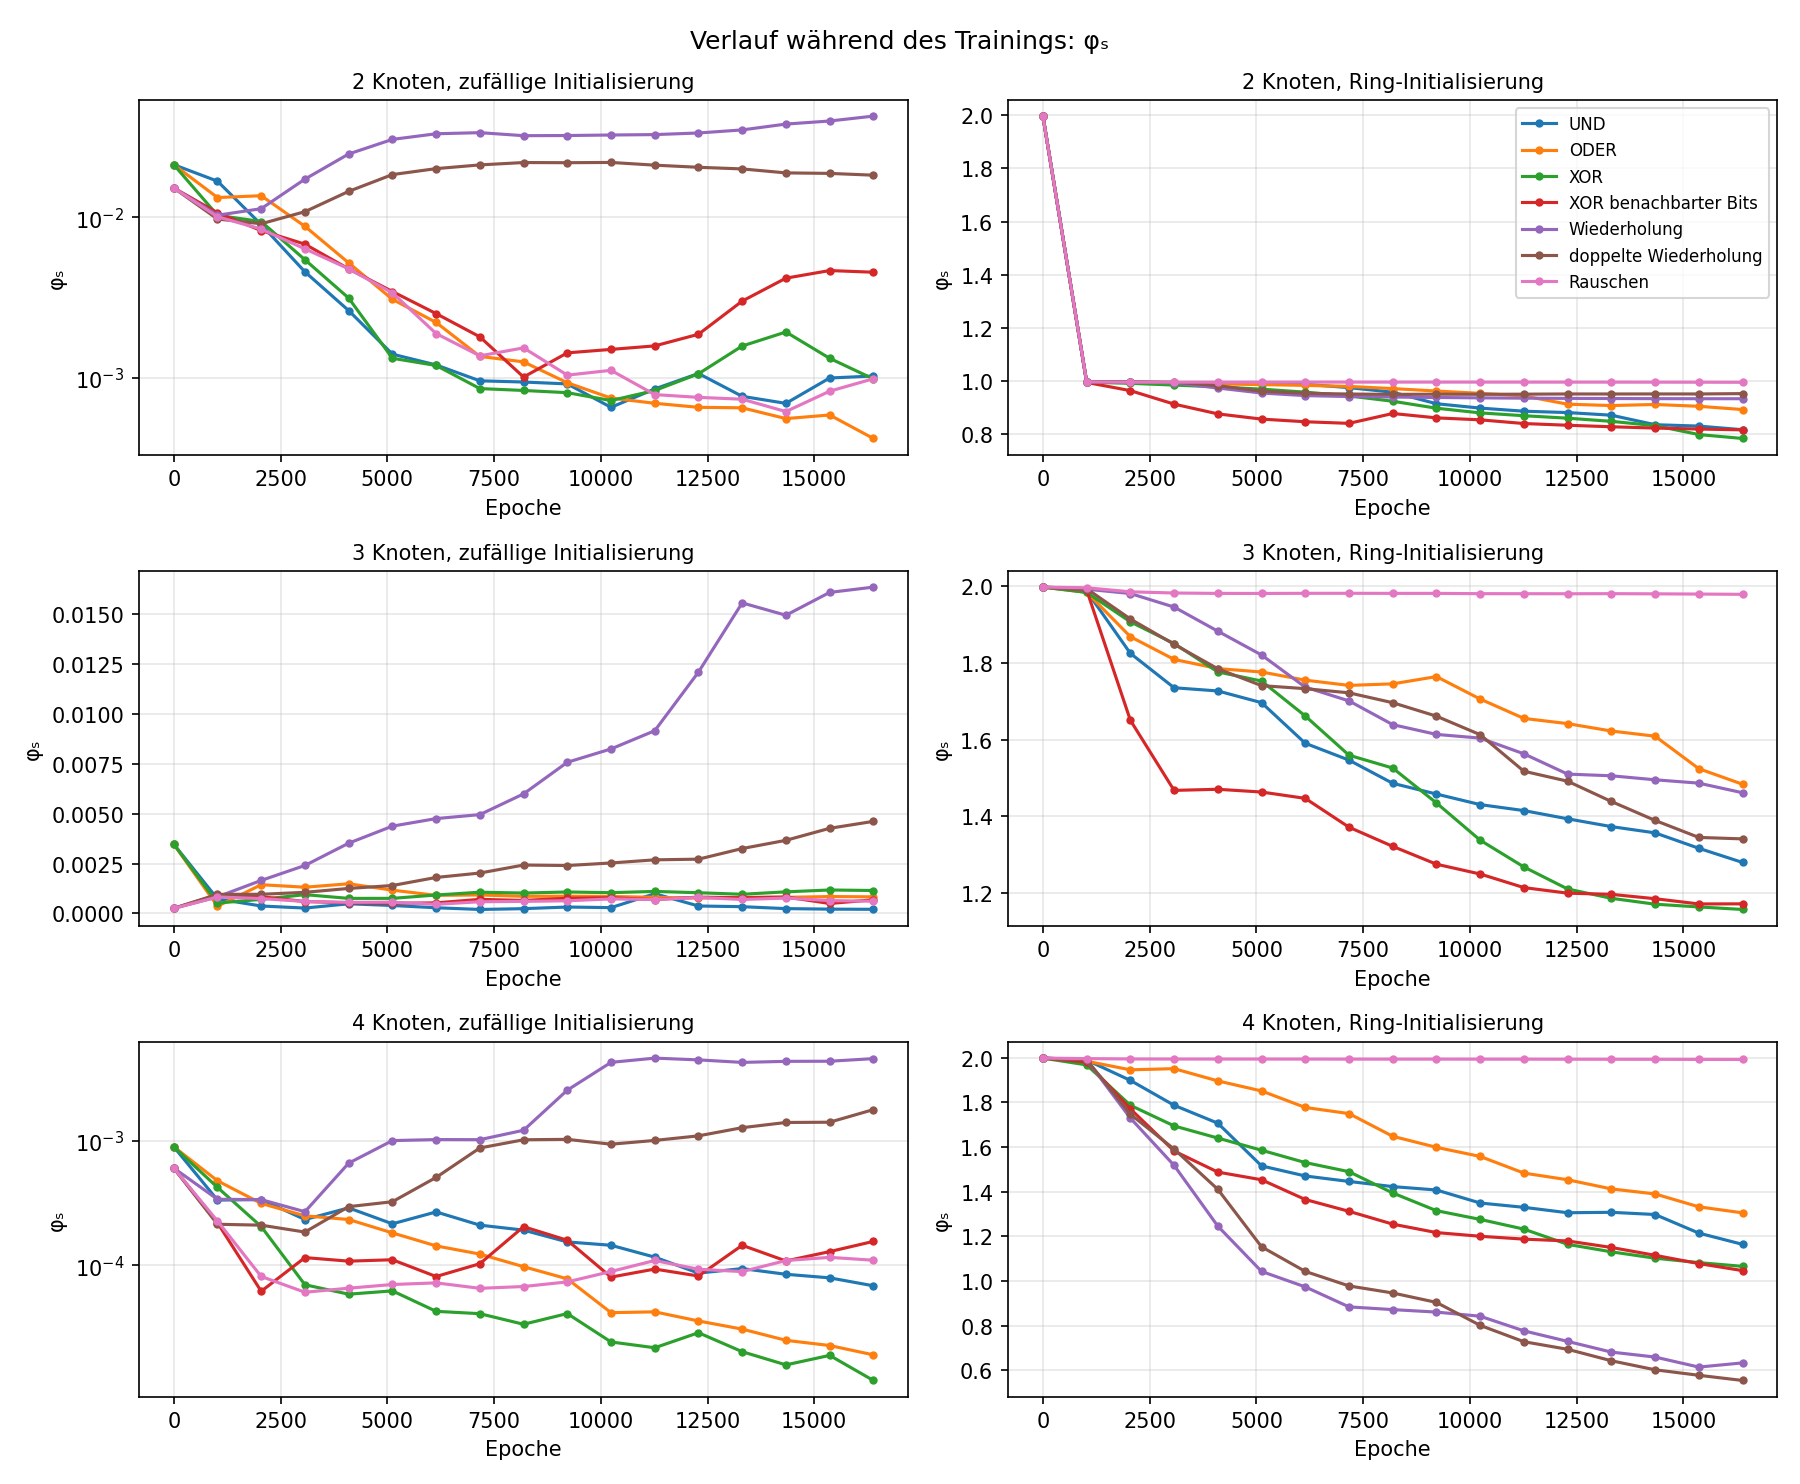 Verlauf während des Trainings: φₛ
2 Knoten, zufällige Initialisierung
10⁻²
10⁻³
φₛ
0 2500 5000 7500 10000 12500 15000
Epoche
2 Knoten, Ring-Initialisierung
2.0
1.8
1.6
1.4
1.2
1.0
0.8
φₛ
UND
ODER
XOR
XOR benachbarter Bits
Wiederholung
doppelte Wiederholung
Rauschen
0 2500 5000 7500 10000 12500 15000
Epoche
3 Knoten, zufällige Initialisierung
0.0150
0.0125
0.0100
0.0075
0.0050
0.0025
0.0000
φₛ
0 2500 5000 7500 10000 12500 15000
Epoche
3 Knoten, Ring-Initialisierung
2.0
1.8
1.6
1.4
1.2
φₛ
0 2500 5000 7500 10000 12500 15000
Epoche
4 Knoten, zufällige Initialisierung
10⁻³
10⁻⁴
φₛ
0 2500 5000 7500 10000 12500 15000
Epoche
4 Knoten, Ring-Initialisierung
2.0
1.8
1.6
1.4
1.2
1.0
0.8
0.6
φₛ
0 2500 5000 7500 10000 12500 15000
Epoche